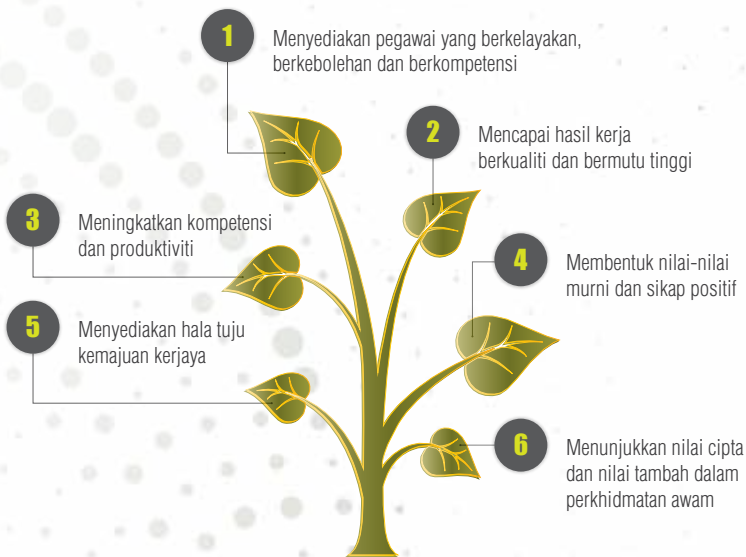 1
Menyediakan pegawai yang berkelayakan,
berkebolehan dan berkompetensi
2
Mencapai hasil kerja
berkualiti dan bermutu tinggi
3
Meningkatkan kompetensi
dan produktiviti
4
Membentuk nilai-nilai
murni dan sikap positif
5
Menyediakan hala tuju
kemajuan kerjaya
6
Menunjukkan nilai cipta
dan nilai tambah dalam
perkhidmatan awam